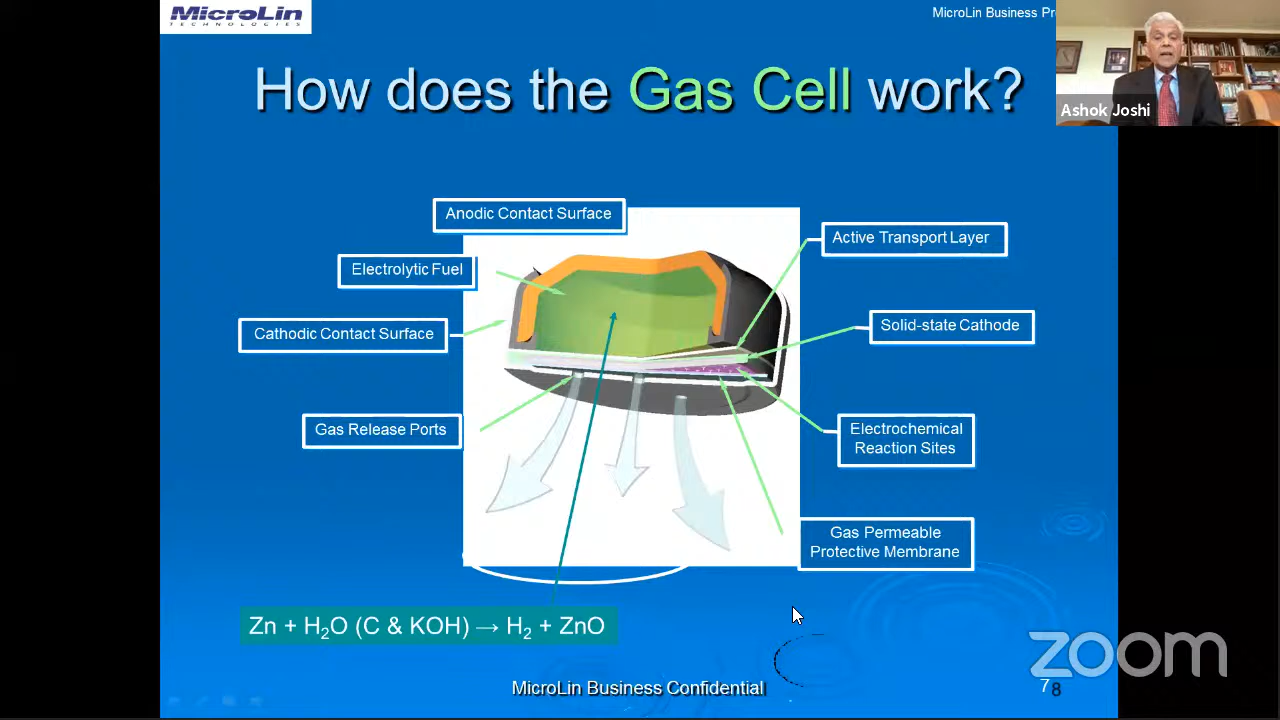 MICROLIN
TECHNOLOGIES
MicroLin Business Pr
Ashok Joshi
How does the Gas Cell work?
Anodic Contact Surface
Active Transport Layer
Electrolytic Fuel
Cathodic Contact Surface
Solid-state Cathode
Gas Release Ports
Electrochemical
Reaction Sites
Gas Permeable
Protective Membrane
Zn + H₂O (C & KOH) → H₂ + ZnO
zoom
MicroLin Business Confidential
7
8